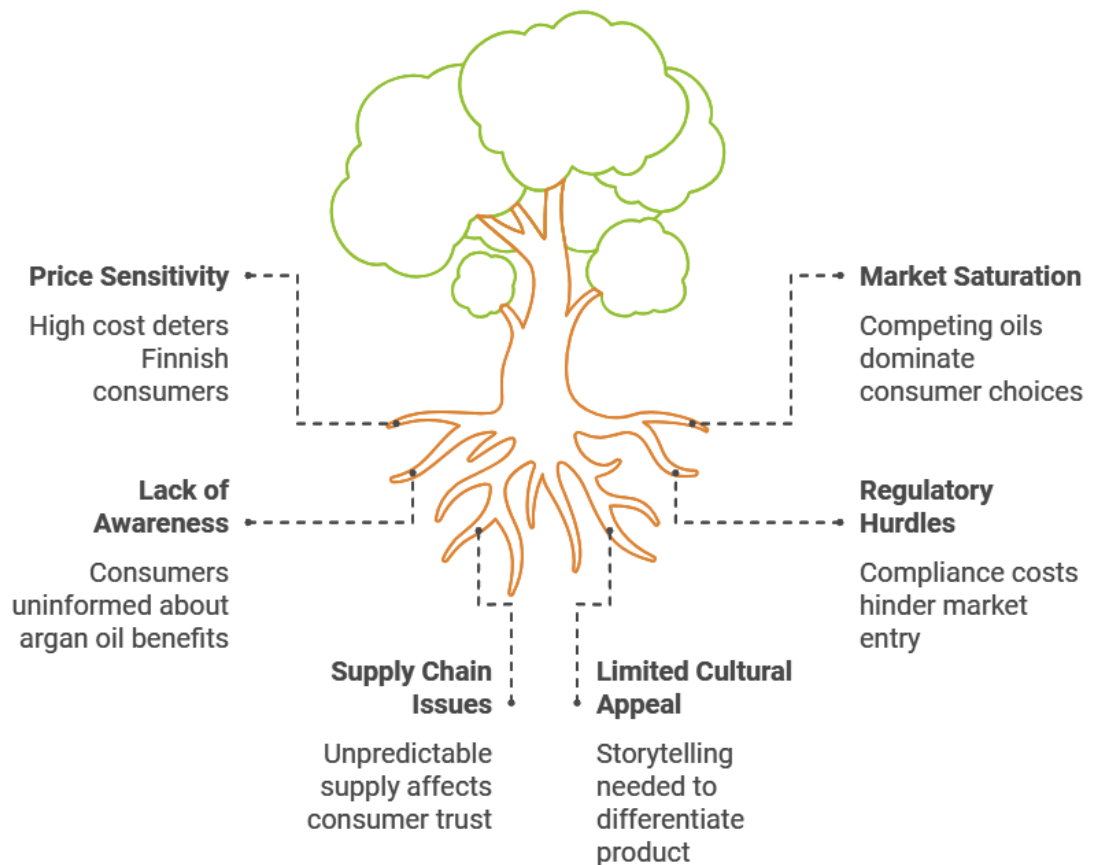 Price Sensitivity
High cost deters
Finnish
consumers
Market Saturation
Competing oils
dominate
consumer choices
Lack of
Awareness
Consumers
uninformed about
argan oil benefits
Regulatory
Hurdles
Compliance costs
hinder market
entry
Supply Chain
Issues
Unpredictable
supply affects
consumer trust
Limited Cultural
Appeal
Storytelling
needed to
differentiate
product